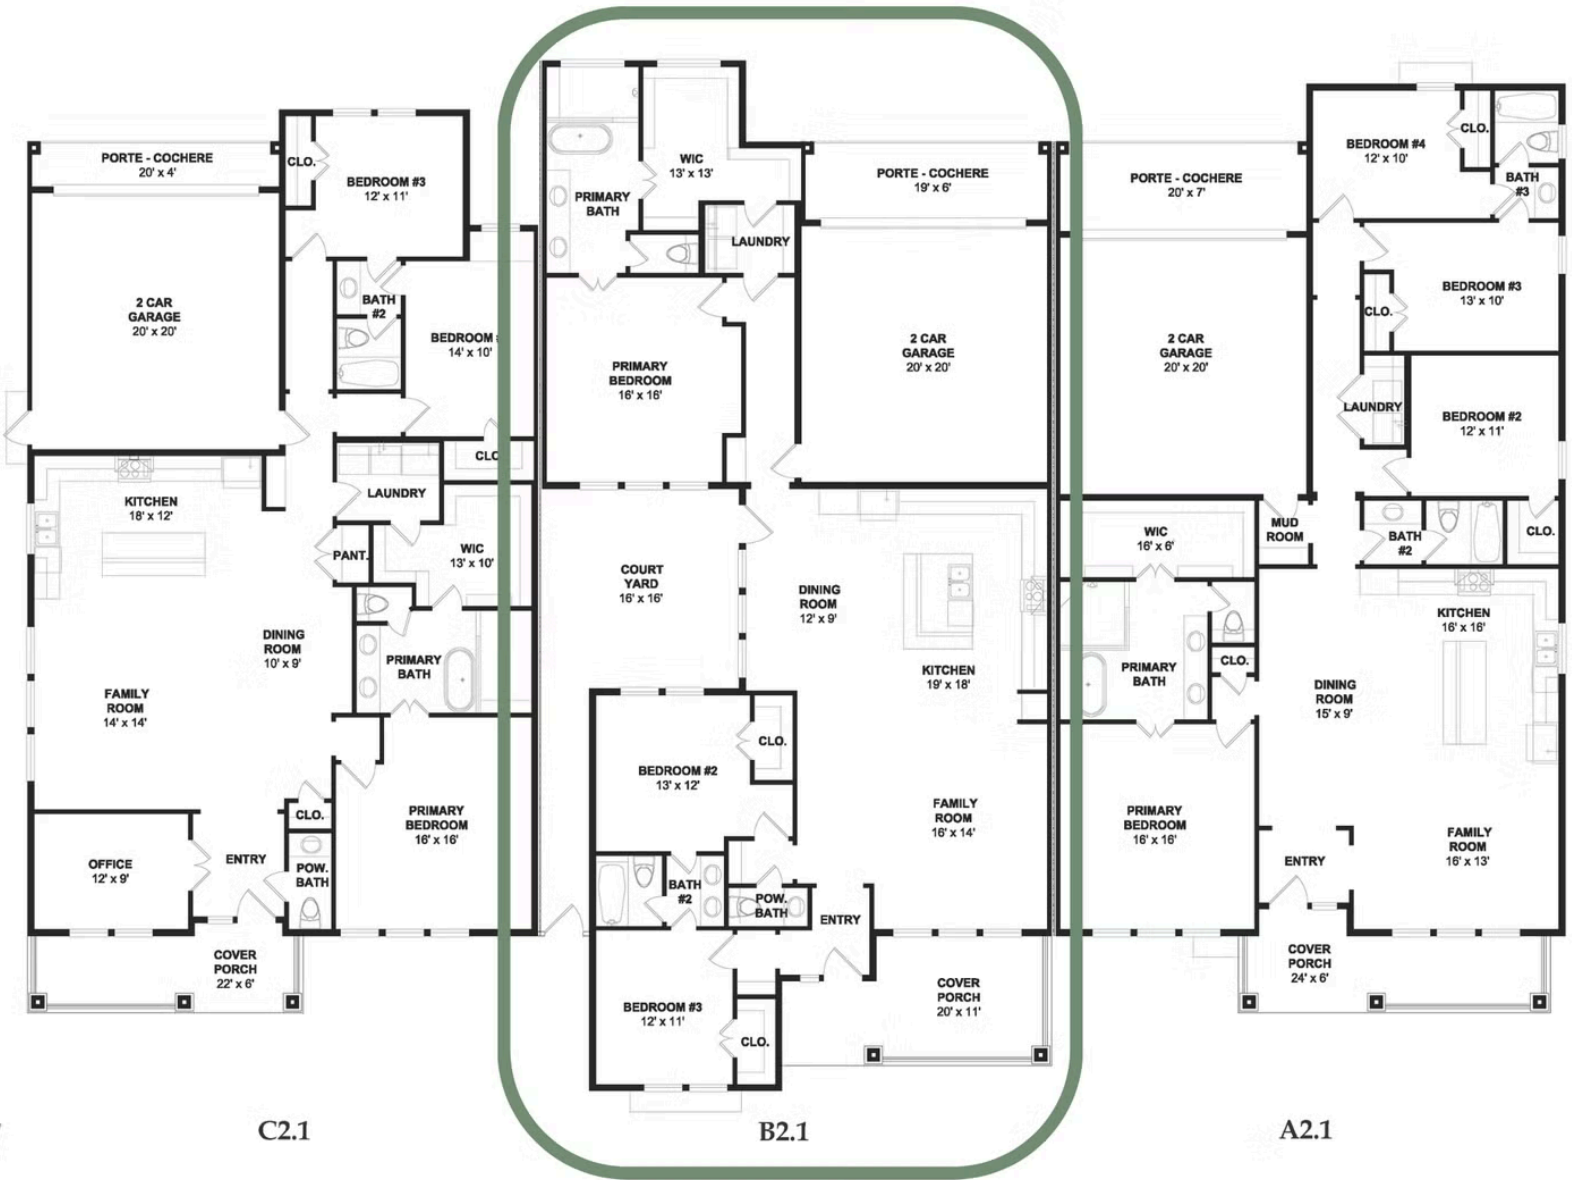 PORTE - COCHERE
20' x 4'
CLO.
BEDROOM #3
12' x 11'
2 CAR
GARAGE
20' x 20'
BATH
#2
BEDROOM
14' x 10'
CLO
KITCHEN
18' x 12'
LAUNDRY
PANT.
WIC
13' x 10'
DINING
ROOM
10' x 9'
PRIMARY
BATH
FAMILY
ROOM
14' x 14'
CLO.
PRIMARY
BEDROOM
16' x 16'
OFFICE
12' x 9'
ENTRY
POW.
BATH
COVER
PORCH
22' x 6'
C2.1
WIC
13' x 13'
PRIMARY
BATH
LAUNDRY
PORTE - COCHERE
19' x 6'
PRIMARY
BEDROOM
16' x 16'
2 CAR
GARAGE
20' x 20'
COURT
YARD
16' x 16'
DINING
ROOM
12' x 9'
KITCHEN
19' x 18'
CLO.
BEDROOM #2
13' x 12'
FAMILY
ROOM
16' x 14'
BATH
#2
POW.
BATH
ENTRY
BEDROOM #3
12' x 11'
CLO.
COVER
PORCH
20' x 11'
B2.1
PORTE - COCHERE
20' x 7'
BEDROOM #4
12' x 10'
CLO.
BATH
#3
BEDROOM #3
13' x 10'
CLO.
2 CAR
GARAGE
20' x 20'
LAUNDRY
BEDROOM #2
12' x 11'
WIC
16' x 6'
MUD
ROOM
BATH
#2
CLO.
KITCHEN
16' x 16'
PRIMARY
BATH
CLO.
DINING
ROOM
15' x 9'
PRIMARY
BEDROOM
16' x 16'
ENTRY
FAMILY
ROOM
16' x 13'
COVER
PORCH
24' x 6'
A2.1